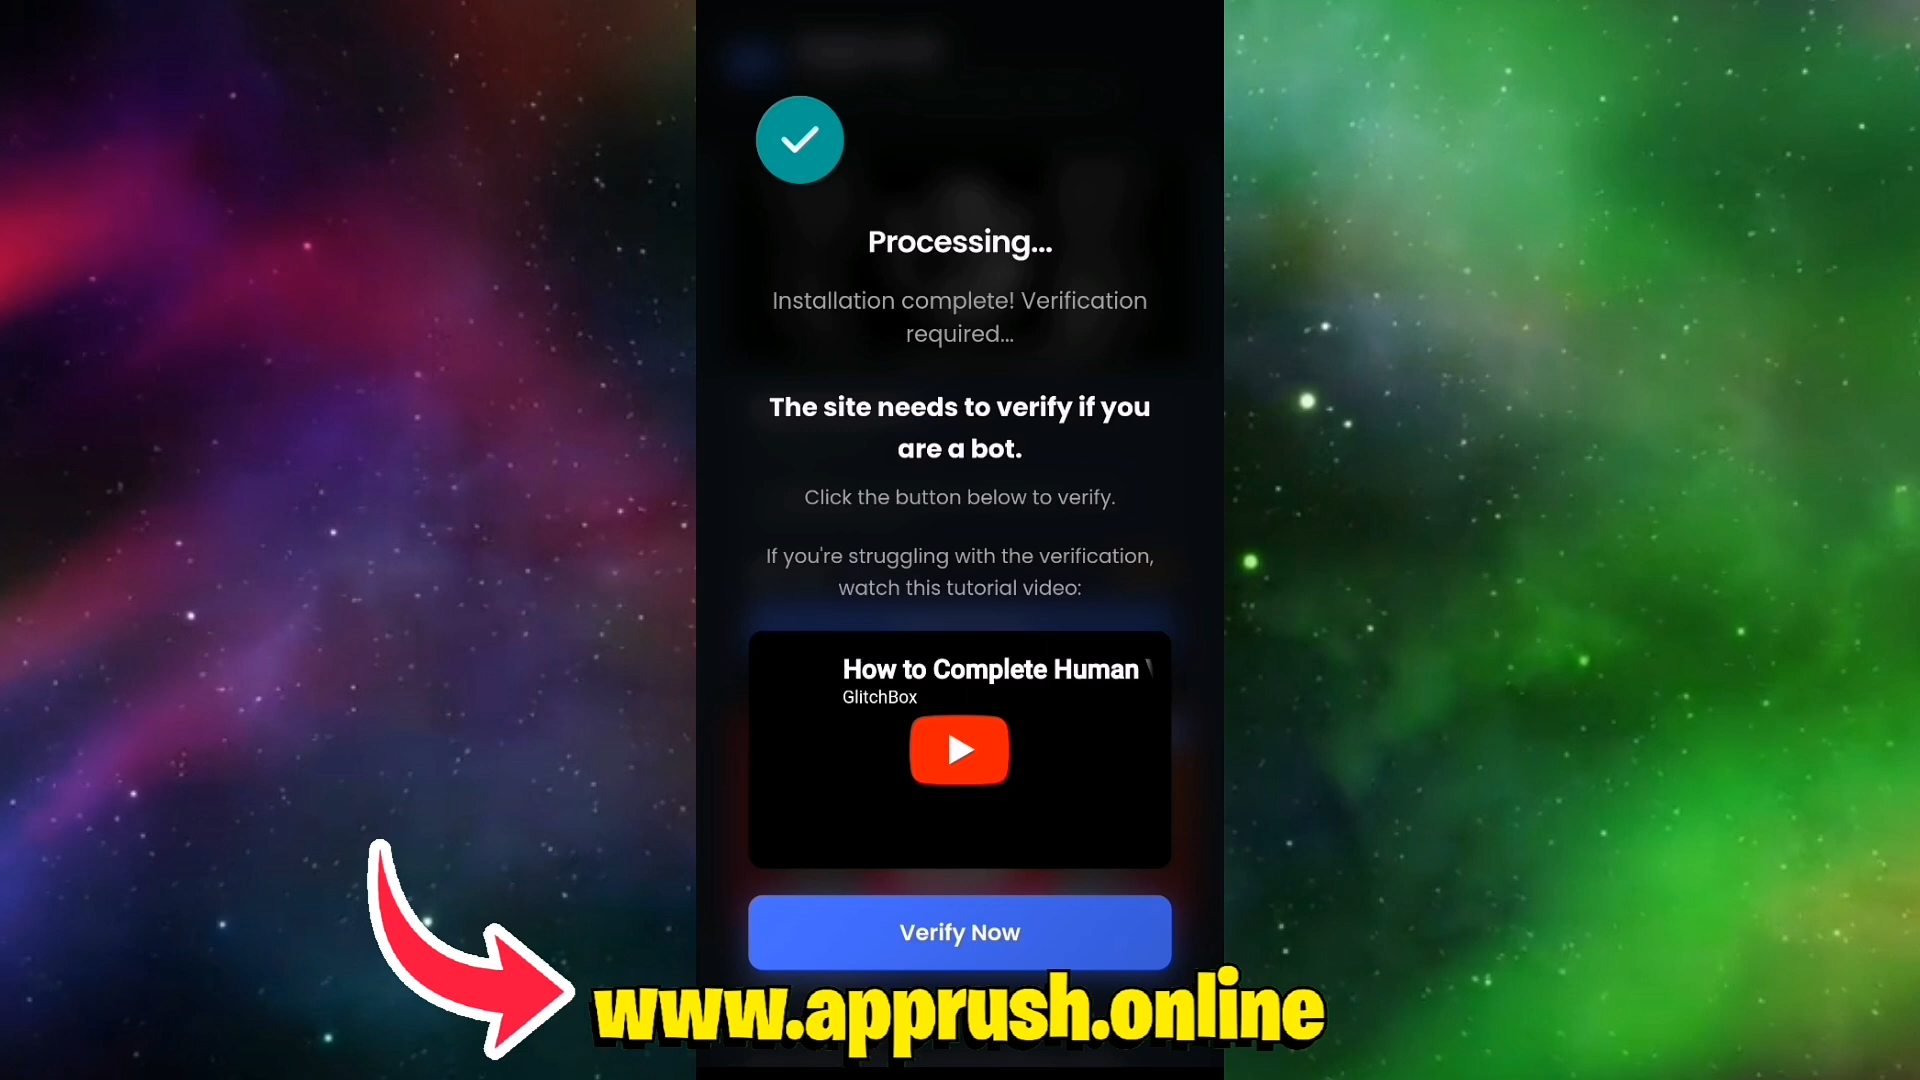 Processing...
Installation complete! Verification
required...
The site needs to verify if you
are a bot.
Click the button below to verify.
If you're struggling with the verification,
watch this tutorial video:
How to Complete Human
GlitchBox
Verify Now
www.apprush.online